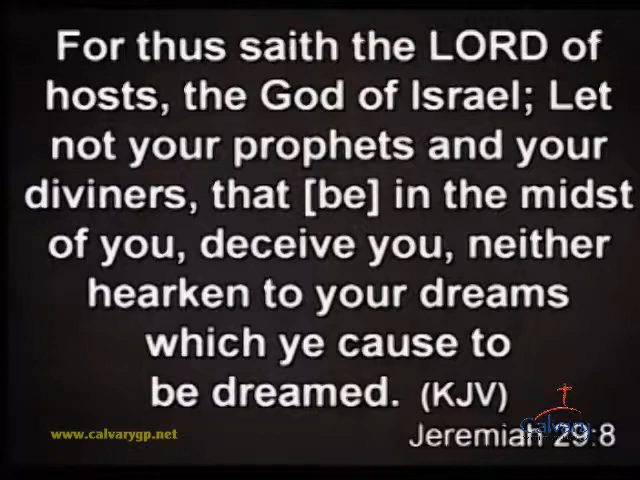 For thus saith the LORD of
hosts, the God of Israel; Let
not your prophets and your
diviners, that [be] in the midst
of you, deceive you, neither
hearken to your dreams
which ye cause to
be dreamed. (KJV)
Jeremiah 29:8
www.calvarygp.net
Calvary